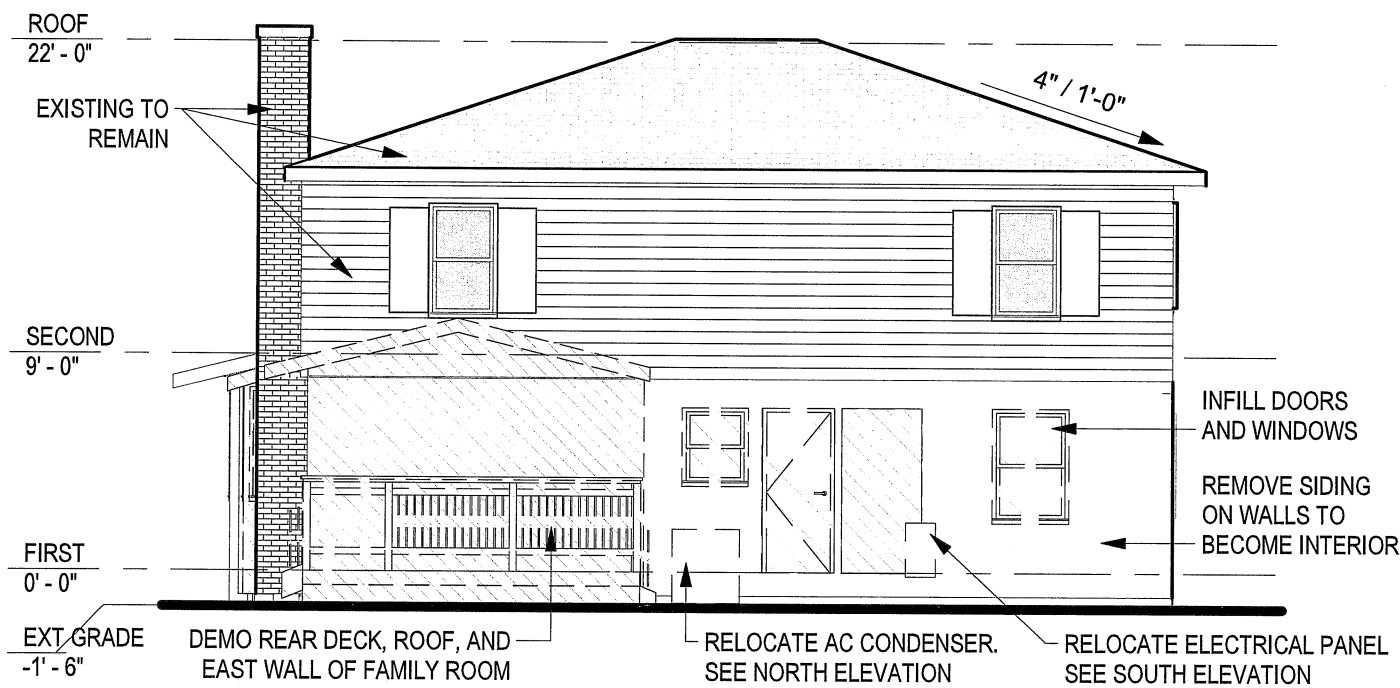 ROOF
22' - 0"
4" / 1'-0"
EXISTING TO
REMAIN
SECOND
9' - 0"
INFILL DOORS
AND WINDOWS
REMOVE SIDING
ON WALLS TO
BECOME INTERIOR
FIRST
0' - 0"
EXT GRADE
-1' - 6"
DEMO REAR DECK, ROOF, AND
EAST WALL OF FAMILY ROOM
RELOCATE AC CONDENSER.
SEE NORTH ELEVATION
RELOCATE ELECTRICAL PANEL
SEE SOUTH ELEVATION